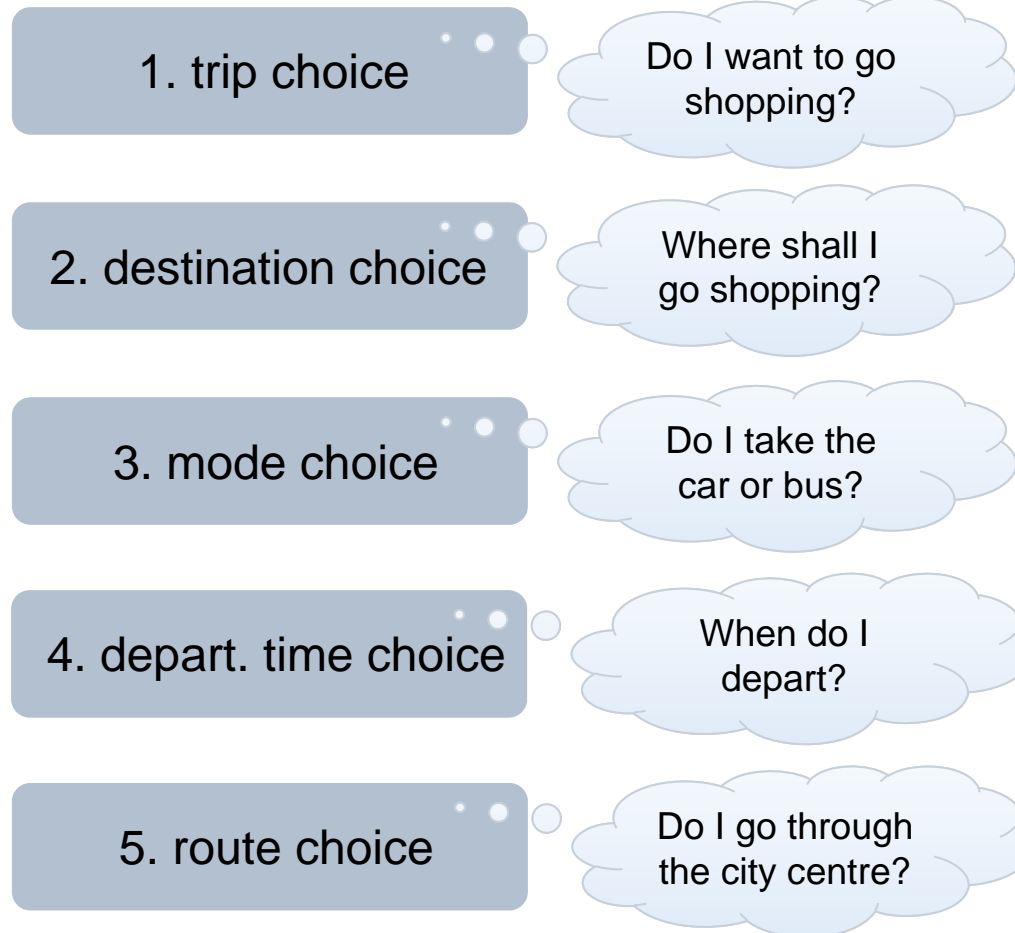 1. trip choice
Do I want to go
shopping?
2. destination choice
Where shall I
go shopping?
3. mode choice
Do I take the
car or bus?
4. depart. time choice
When do I
depart?
5. route choice
Do I go through
the city centre?